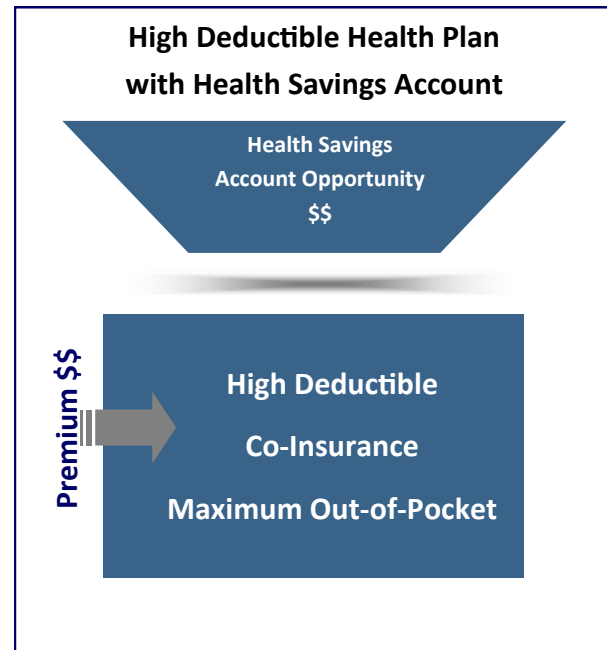 High Deductible Health Plan
with Health Savings Account
Health Savings
Account Opportunity
$$
Premium $$
High Deductible
Co-Insurance
Maximum Out-of-Pocket